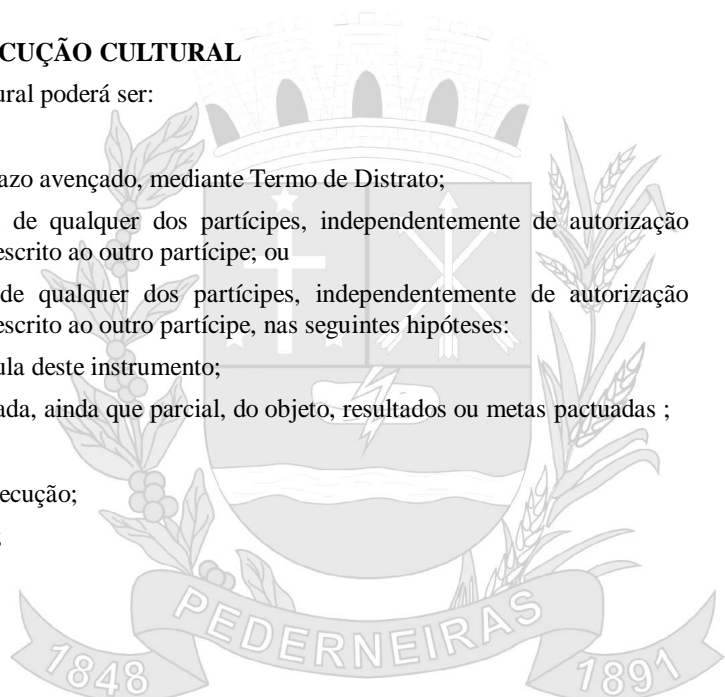 CUÇÃO CULTURAL
ural poderá ser:
azo avençado, mediante Termo de Distrato;
de qualquer dos partícipes, independentemente de autorização
escrito ao outro partícipe; ou
de qualquer dos partícipes, independentemente de autorização
escrito ao outro partícipe, nas seguintes hipóteses:
ula deste instrumento;
ada, ainda que parcial, do objeto, resultados ou metas pactuadas ;
ecução;
;
PEDERNEIRAS
1848 1891